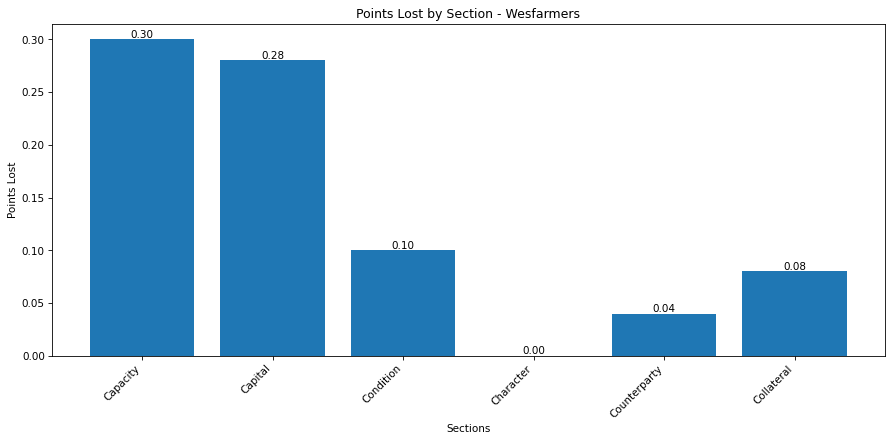 Points Lost by Section - Wesfarmers
Points Lost
0.30
0.25
0.20
0.15
0.10
0.05
0.00
0.30
0.28
0.10
0.00
0.04
0.08
Capacity
Capital
Condition
Character
Counterparty
Collateral
Sections